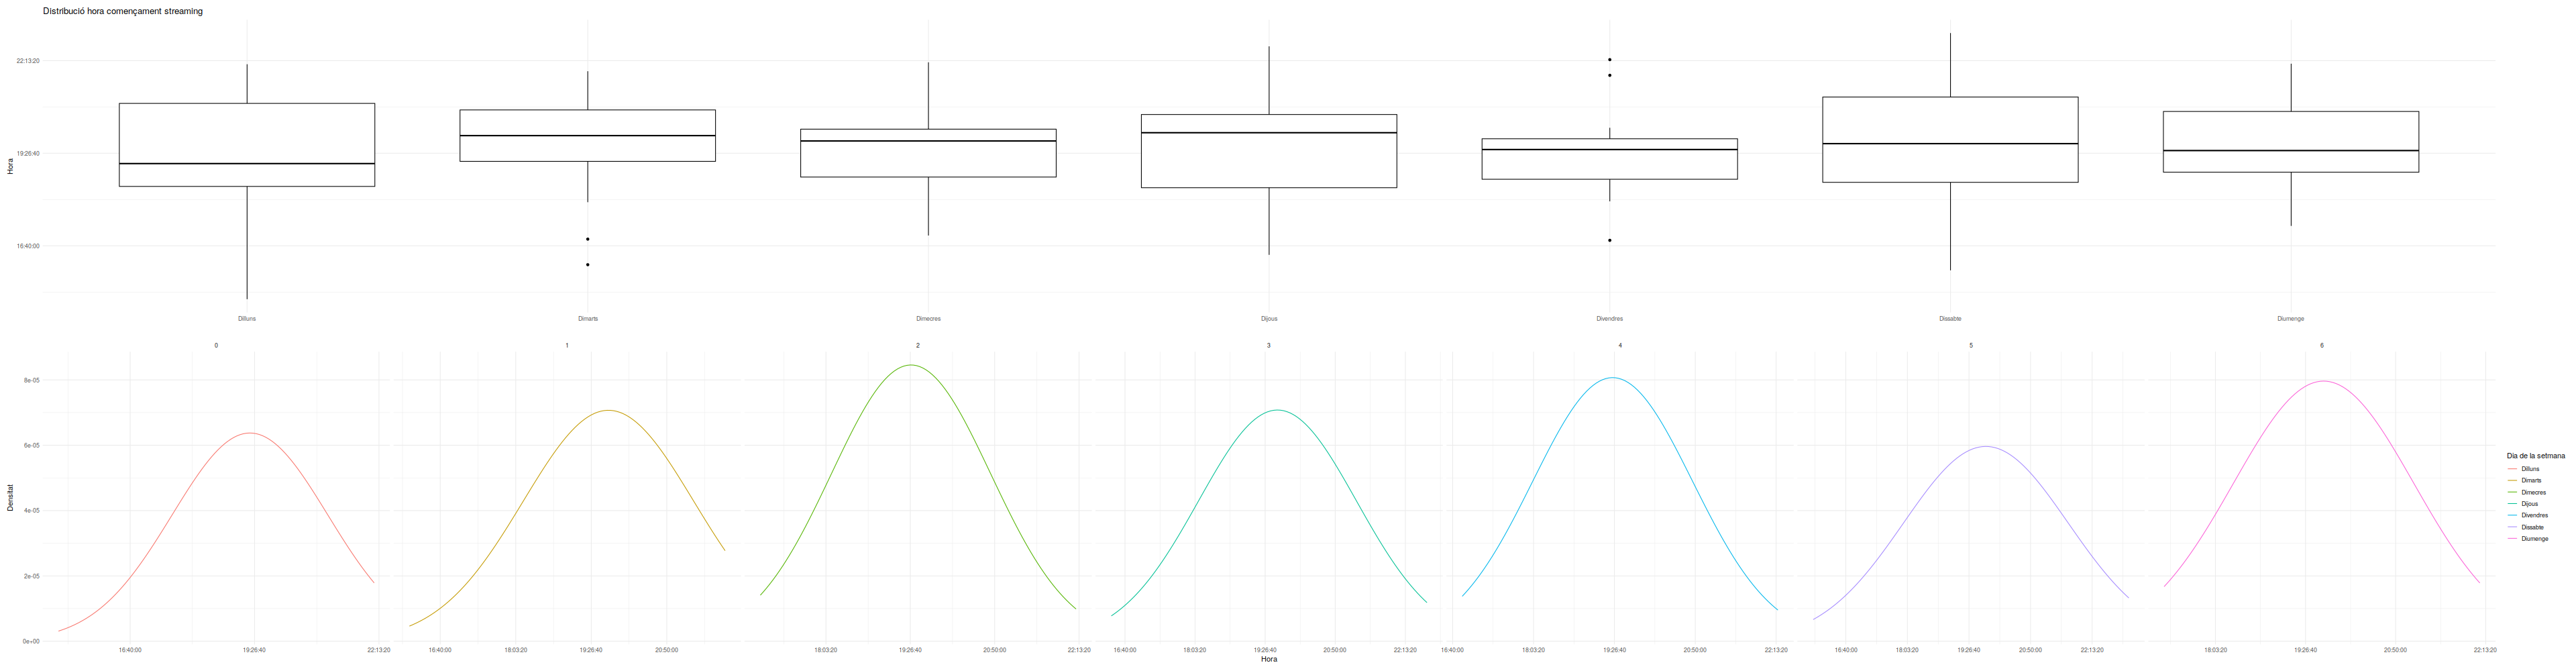 Distribució hora començament streaming
Hora
22:13:20
19:26:40
16:40:00
Dilluns Dimarts Dimecres Dijous Divendres Dissabte Diumenge
0 1 2 3 4 5 6
Densitat
8e-05
6e-05
4e-05
2e-05
0e+00
16:40:00 19:26:40 22:13:20 16:40:00 18:03:20 19:26:40 20:50:00 18:03:20 19:26:40 20:50:00 22:13:20 16:40:00 18:03:20 19:26:40 20:50:00 22:13:20 16:40:00 18:03:20 19:26:40 20:50:00 22:13:20 16:40:00 18:03:20 19:26:40 20:50:00 22:13:20 18:03:20 19:26:40 20:50:00 22:13:20
Hora
Dia de la setmana
Dilluns
Dimarts
Dimecres
Dijous
Divendres
Dissabte
Diumenge